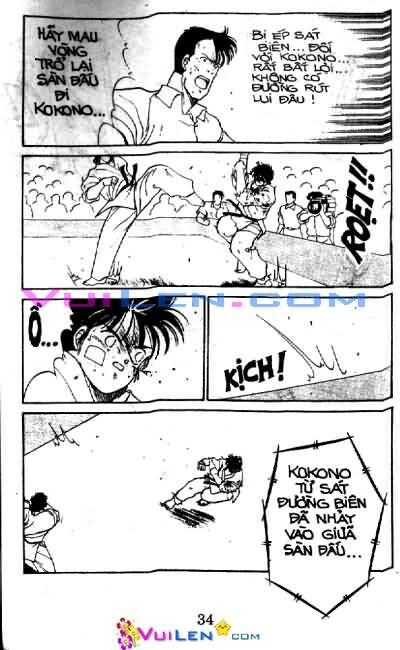 HÃY MAU
VỌNG
TRỞ LẠI
SÂN ĐẤU
ĐI
KOKONO...
BỊ ÉP SÁT
BIÊN... ĐỐI
VỚI KOKONO...
RẤT BẤT LỢI...
KHÔNG CÓ
ĐƯỜNG RÚT
LUI ĐÂU!
ROẸT!!
VUILEN.COM
Ồ...
KỊCH!
KOKONO
TỪ SÁT
ĐƯỜNG BIÊN
ĐÃ NHẢY
VÀO GIỮA
SÂN ĐẤU...
34
VUILEN.COM